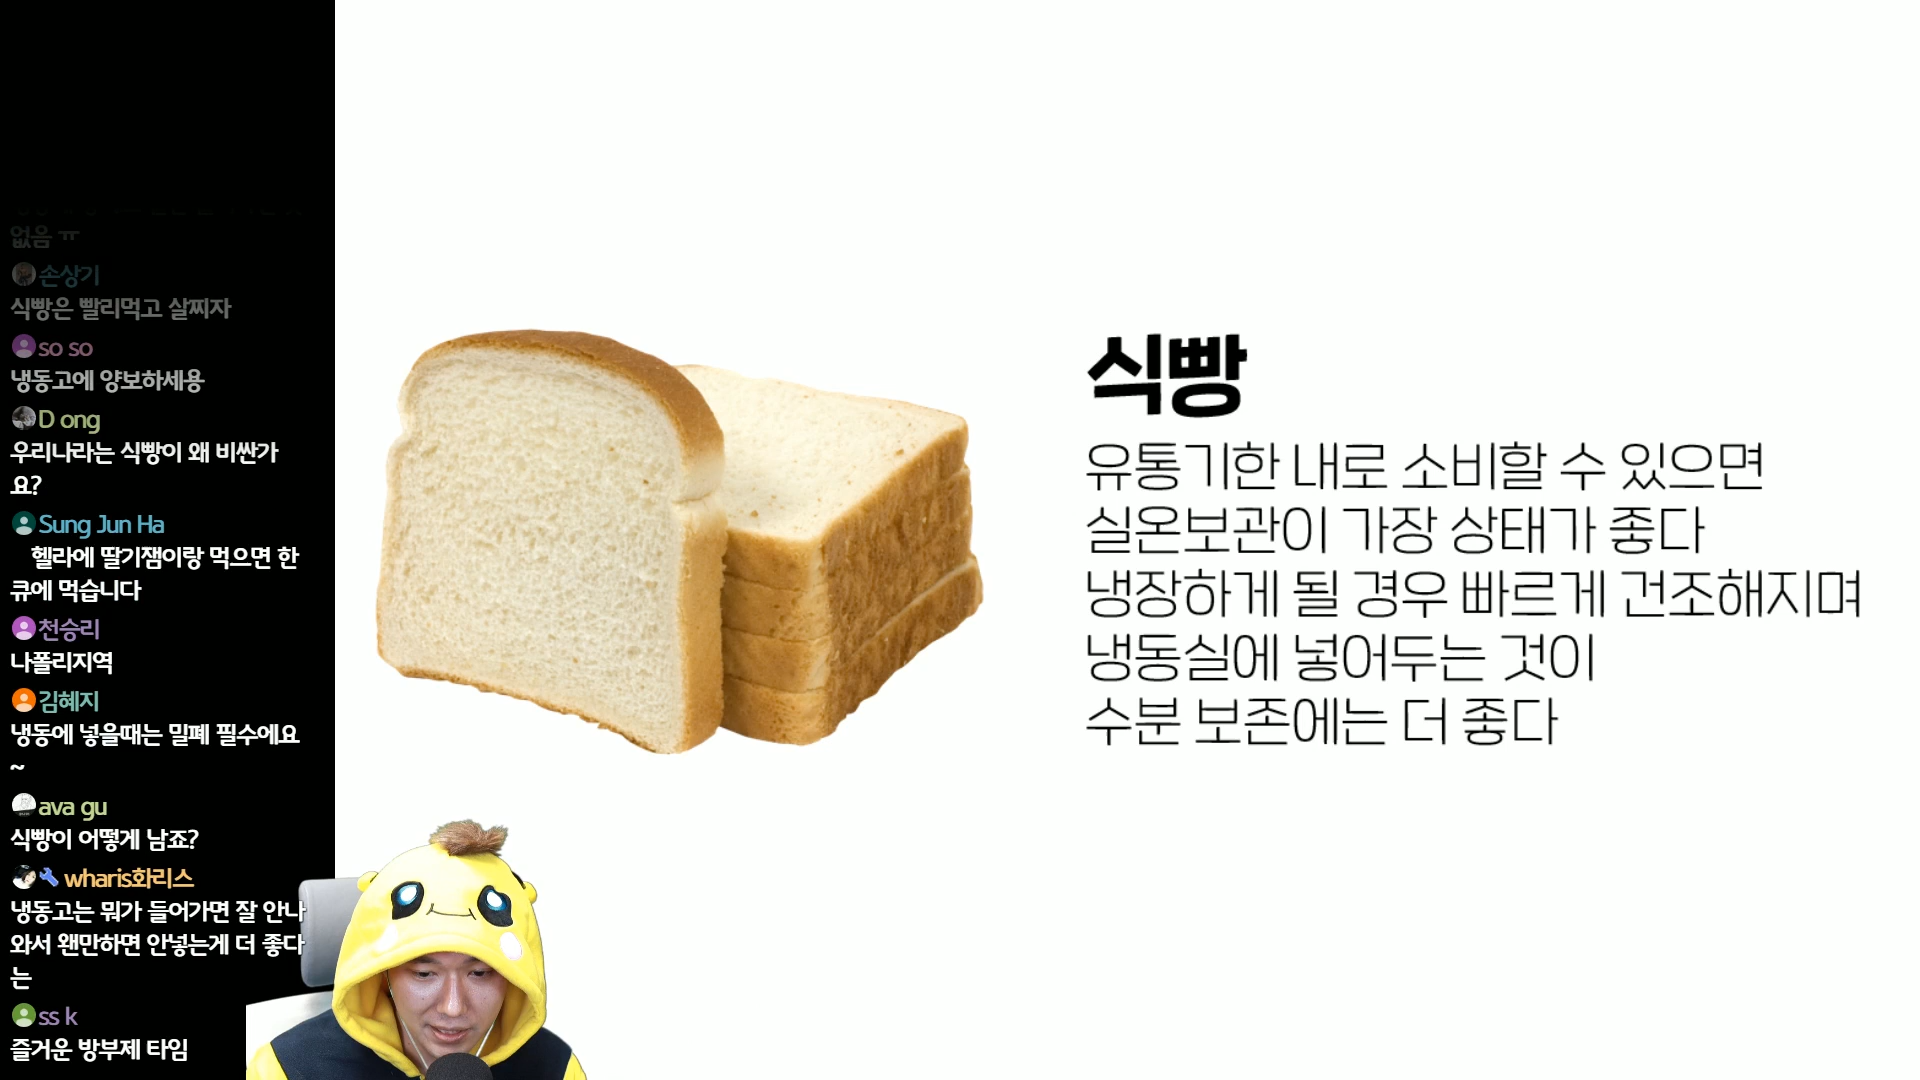 없음 ㅠ
손상기
식빵은 빨리먹고 살찌자
so so
냉동고에 양보하세용
D ong
우리나라는 식빵이 왜 비싼가
요?
Sung Jun Ha
헬라에 딸기잼이랑 먹으면 한
큐에 먹습니다
천승리
나폴리지역
김혜지
냉동에 넣을때는 밀폐 필수에요
~
ava gu
식빵이 어떻게 남죠?
wharis화리스
냉동고는 뭐가 들어가면 잘 안나
와서 왠만하면 안넣는게 더 좋다
는
ss k
즐거운 방부제 타임
식빵
유통기한 내로 소비할 수 있으면
실온보관이 가장 상태가 좋다
냉장하게 될 경우 빠르게 건조해지며
냉동실에 넣어두는 것이
수분 보존에는 더 좋다